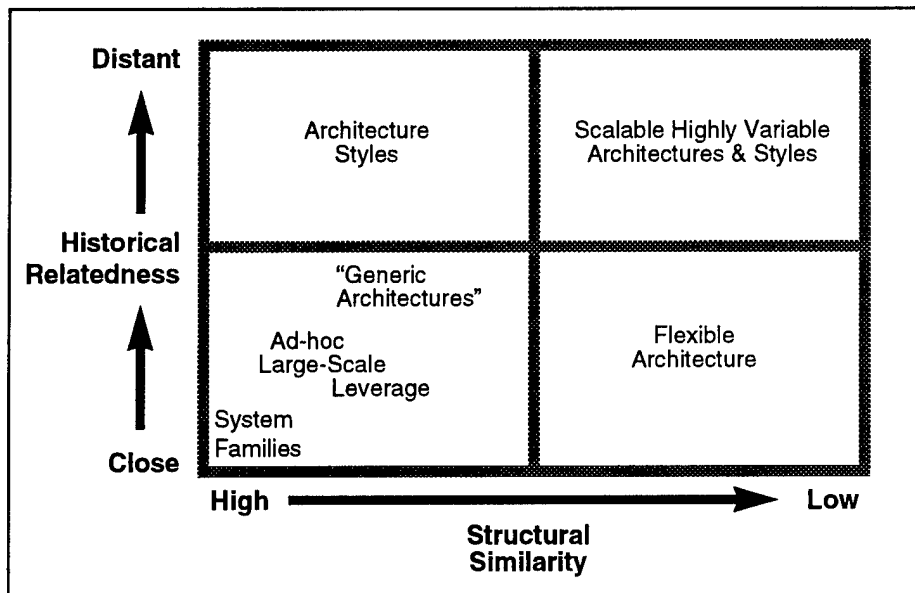 Distant
Architecture
Styles
Scalable Highly Variable
Architectures & Styles
Historical
Relatedness
"Generic
Architectures"
Ad-hoc
Large-Scale
Leverage
Flexible
Architecture
System
Families
Close
High
Low
Structural
Similarity